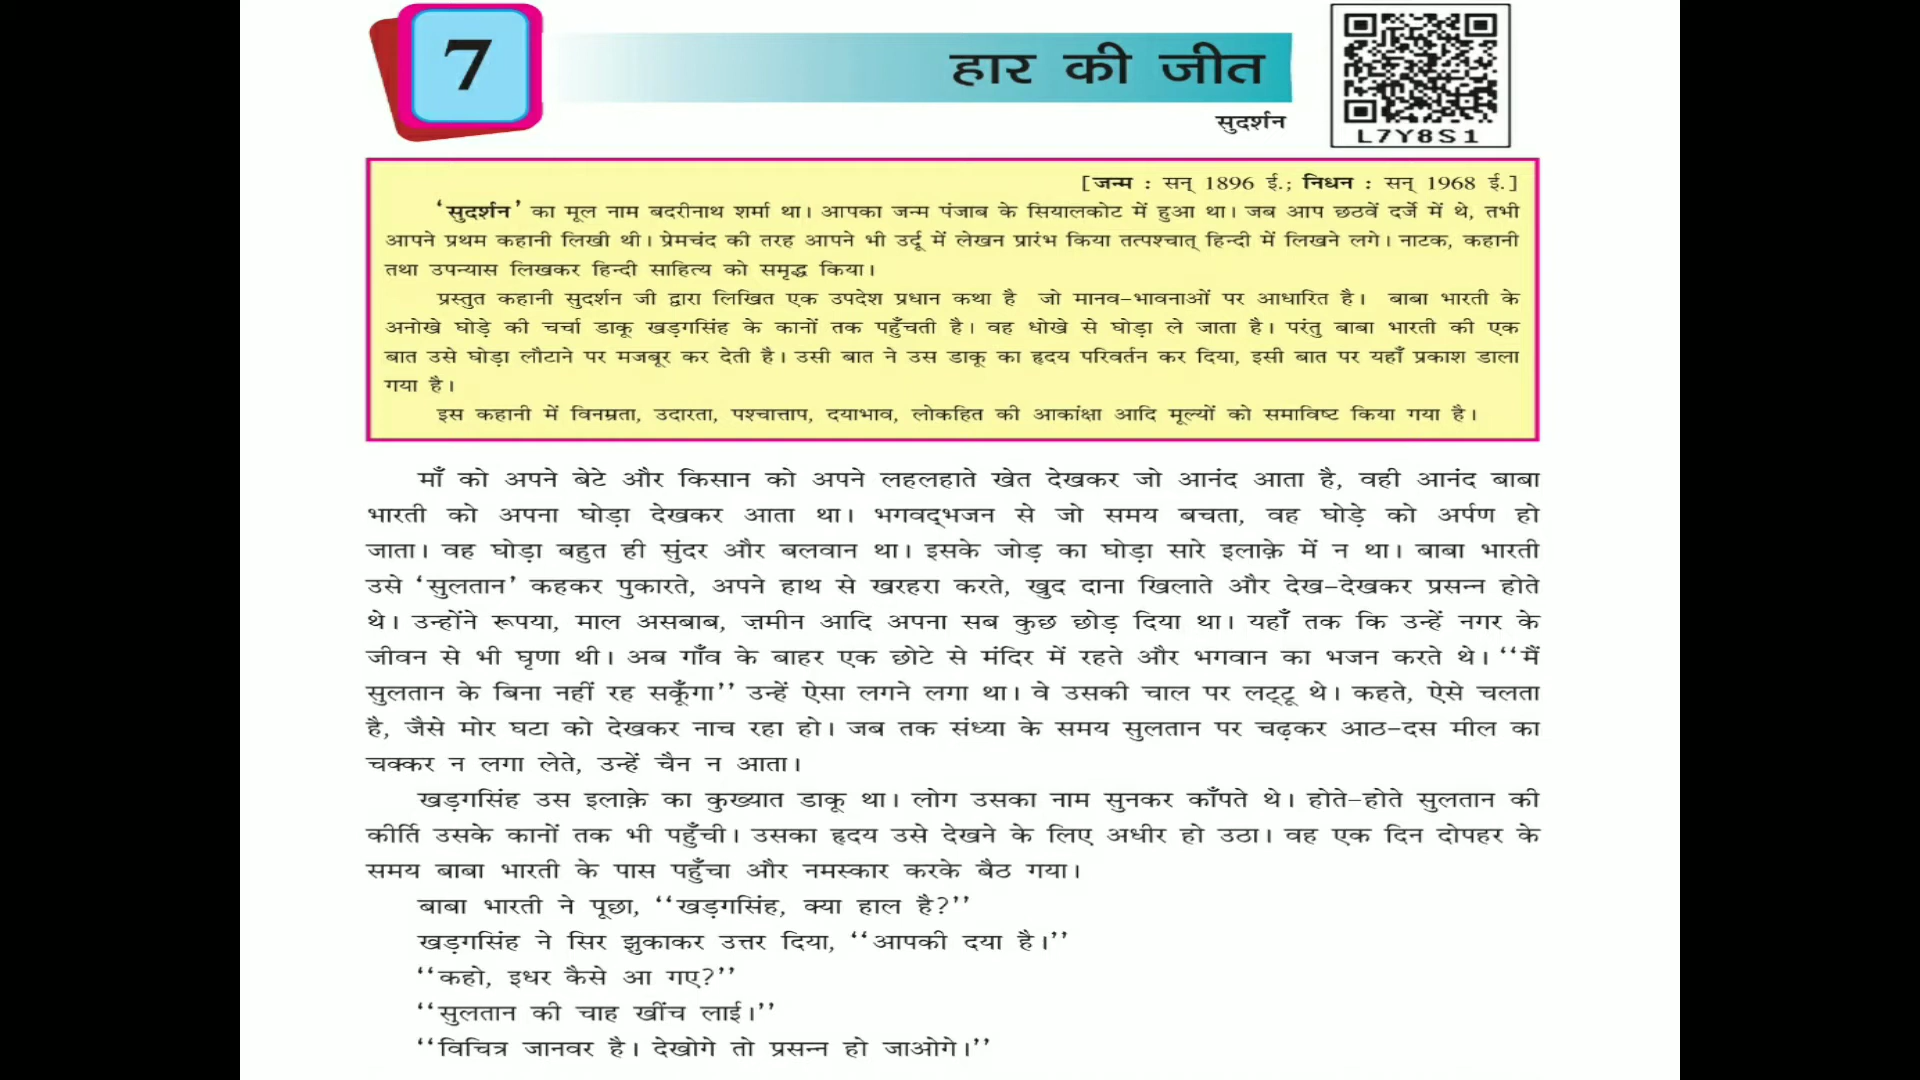 7
हार की जीत
सुदर्शन
L7Y8S1
[जन्म : सन् 1896 ई.; निधन : सन् 1968 ई.]
‘सुदर्शन’ का मूल नाम बदरीनाथ शर्मा था। आपका जन्म पंजाब के सियालकोट में हुआ था। जब आप छठवें दर्जे में थे, तभी
आपने प्रथम कहानी लिखी थी। प्रेमचंद की तरह आपने भी उर्दू में लेखन प्रारंभ किया तत्पश्चात् हिन्दी में लिखने लगे। नाटक, कहानी
तथा उपन्यास लिखकर हिन्दी साहित्य को समृद्ध किया।
प्रस्तुत कहानी सुदर्शन जी द्वारा लिखित एक उपदेश प्रधान कथा है जो मानव-भावनाओं पर आधारित है। बाबा भारती के
अनोखे घोड़े की चर्चा डाकू खड़गसिंह के कानों तक पहुँचती है। वह धोखे से घोड़ा ले जाता है। परंतु बाबा भारती की एक
बात उसे घोड़ा लौटाने पर मजबूर कर देती है। उसी बात ने उस डाकू का हृदय परिवर्तन कर दिया, इसी बात पर यहाँ प्रकाश डाला
गया है।
इस कहानी में विनम्रता, उदारता, पश्चात्ताप, दयाभाव, लोकहित की आकांक्षा आदि मूल्यों को समाविष्ट किया गया है।
माँ को अपने बेटे और किसान को अपने लहलहाते खेत देखकर जो आनंद आता है, वही आनंद बाबा
भारती को अपना घोड़ा देखकर आता था। भगवद्‌भजन से जो समय बचता, वह घोड़े को अर्पण हो
जाता। वह घोड़ा बहुत ही सुंदर और बलवान था। इसके जोड़ का घोड़ा सारे इलाक़े में न था। बाबा भारती
उसे ‘सुलतान’ कहकर पुकारते, अपने हाथ से खरहरा करते, खुद दाना खिलाते और देख-देखकर प्रसन्न होते
थे। उन्होंने रूपया, माल असबाब, ज़मीन आदि अपना सब कुछ छोड़ दिया था। यहाँ तक कि उन्हें नगर के
जीवन से भी घृणा थी। अब गाँव के बाहर एक छोटे से मंदिर में रहते और भगवान का भजन करते थे। ‘‘मैं
सुलतान के बिना नहीं रह सकूँगा’’ उन्हें ऐसा लगने लगा था। वे उसकी चाल पर लट्‌टू थे। कहते, ऐसे चलता
है, जैसे मोर घटा को देखकर नाच रहा हो। जब तक संध्या के समय सुलतान पर चढ़कर आठ-दस मील का
चक्कर न लगा लेते, उन्हें चैन न आता।
खड़गसिंह उस इलाक़े का कुख्यात डाकू था। लोग उसका नाम सुनकर काँपते थे। होते-होते सुलतान की
कीर्ति उसके कानों तक भी पहुँची। उसका हृदय उसे देखने के लिए अधीर हो उठा। वह एक दिन दोपहर के
समय बाबा भारती के पास पहुँचा और नमस्कार करके बैठ गया।
बाबा भारती ने पूछा, ‘‘खड़गसिंह, क्या हाल है?’’
खड़गसिंह ने सिर झुकाकर उत्तर दिया, ‘‘आपकी दया है।’’
‘‘कहो, इधर कैसे आ गए?’’
‘‘सुलतान की चाह खींच लाई।’’
‘‘विचित्र जानवर है। देखोगे तो प्रसन्न हो जाओगे।’’